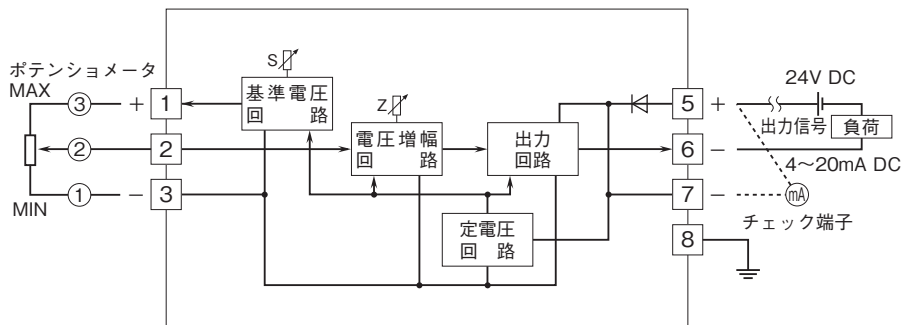 ポテンショメータ
MAX
③
+
1
②
2
①
−
3
MIN
S
基準電圧
回 路
Z
電圧増幅
回 路
出力
回路
定電圧
回 路
5
+
24V DC
出力信号
負荷
6
−
4〜20mA DC
7
−
mA
チェック端子
8